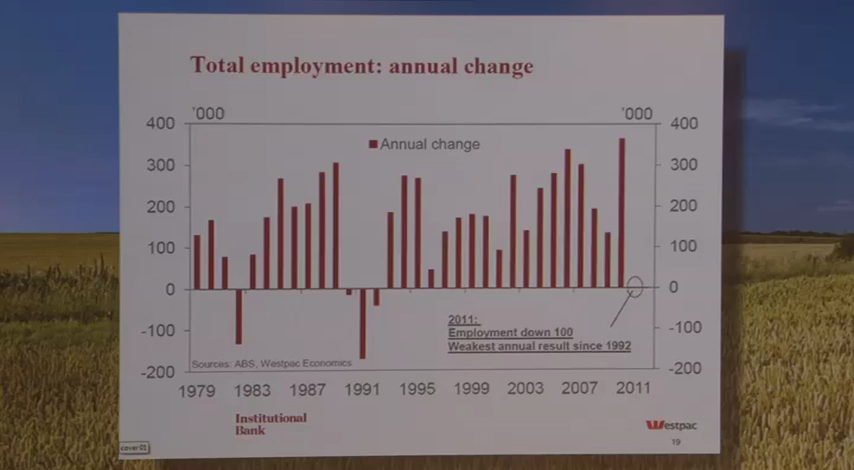 Total employment: annual change
'000 '000
Annual change
400 400
300 300
200 200
100 100
0 0
-100 -100
-200 -200
2011:
Employment down 100
Weakest annual result since 1992
Sources: ABS, Westpac Economics
1979 1983 1987 1991 1995 1999 2003 2007 2011
Institutional
Bank
Westpac
19
cover01